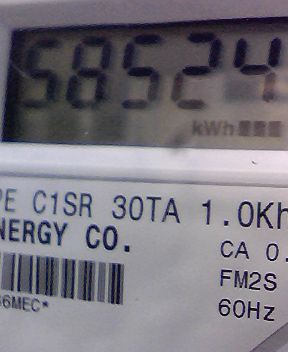 58524
kWh
PE C1SR 30TA 1.0Kh
NERGY CO.
CA 0.
FM2S
6MEC*
60Hz